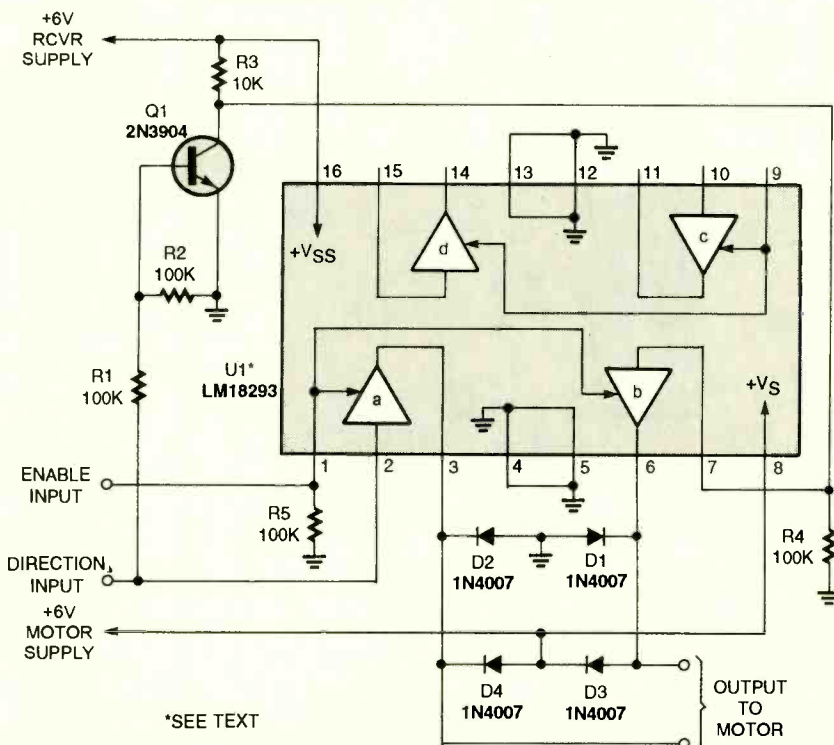 +6V
RCVR
SUPPLY
R3
10K
Q1
2N3904
16
15
14
13
12
11
10
9
+VSS
d
c
R2
100K
U1*
LM18293
a
b
+VS
R1
100K
1
2
3
4
5
6
7
8
ENABLE
INPUT
R5
100K
D2
1N4007
D1
1N4007
R4
100K
DIRECTION
INPUT
+6V
MOTOR
SUPPLY
D4
1N4007
D3
1N4007
OUTPUT
TO
MOTOR
*SEE TEXT